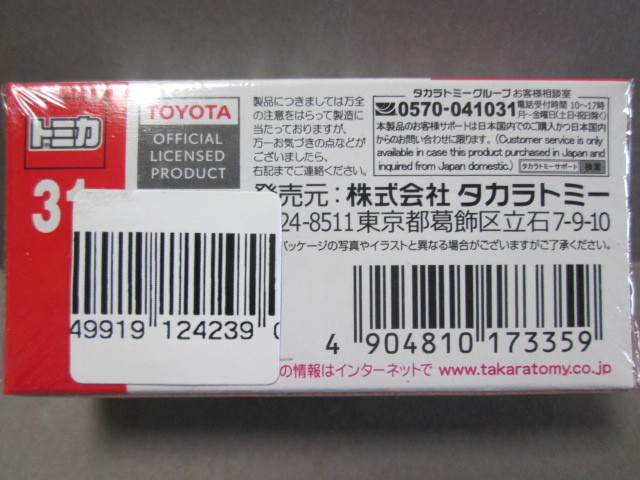 トミカ
31
TOYOTA
OFFICIAL
LICENSED
PRODUCT
製品につきましては万全
の注意をはらって製造に
当たっておりますが、
万一お気づきの点などが
ございましたら、
右記までご連絡ください。
タカラトミーグループ お客様相談室
0570-041031
電話受付時間 10〜17時
月〜金曜日(土日・祝日除く)
本製品のお客様サポートは日本国内でのご購入かつ日本国内
からのお問い合わせに限ります。(Customer service is only
available in case this product purchased in Japan and
inquired from Japan domestic.) タカラトミーサポート 検索
発売元:株式会社 タカラトミー
24-8511 東京都葛飾区立石7-9-10
パッケージの写真やイラストと異なる場合がございますがご了承ください。
49919 124239
4 904810 173359
の情報はインターネットで www.takaratomy.co.jp